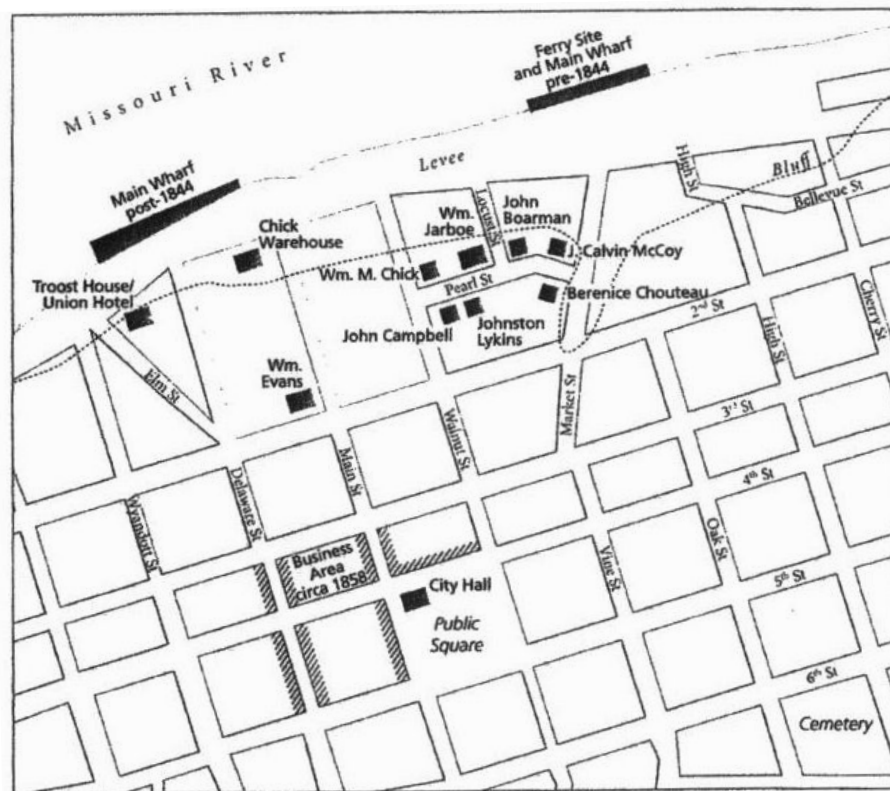 Missouri River
Ferry Site
and Main Wharf
pre-1844
Main Wharf
post-1844
Levee
High St
Bluff
Bellevue St
Chick
Warehouse
Wm.
Jarboe
Locust St
John
Boarman
J. Calvin McCoy
Wm. M. Chick
Pearl St
Berenice Chouteau
Troost House/
Union Hotel
John Campbell
Johnston
Lykins
2nd St
High St
Cherry St
Elm St
Wm.
Evans
Market St
3rd St
Walnut St
Main St
Delaware St
Wyandott St
4th St
Business
Area
circa 1858
Vine St
Oak St
5th St
City Hall
Public
Square
6th St
Cemetery